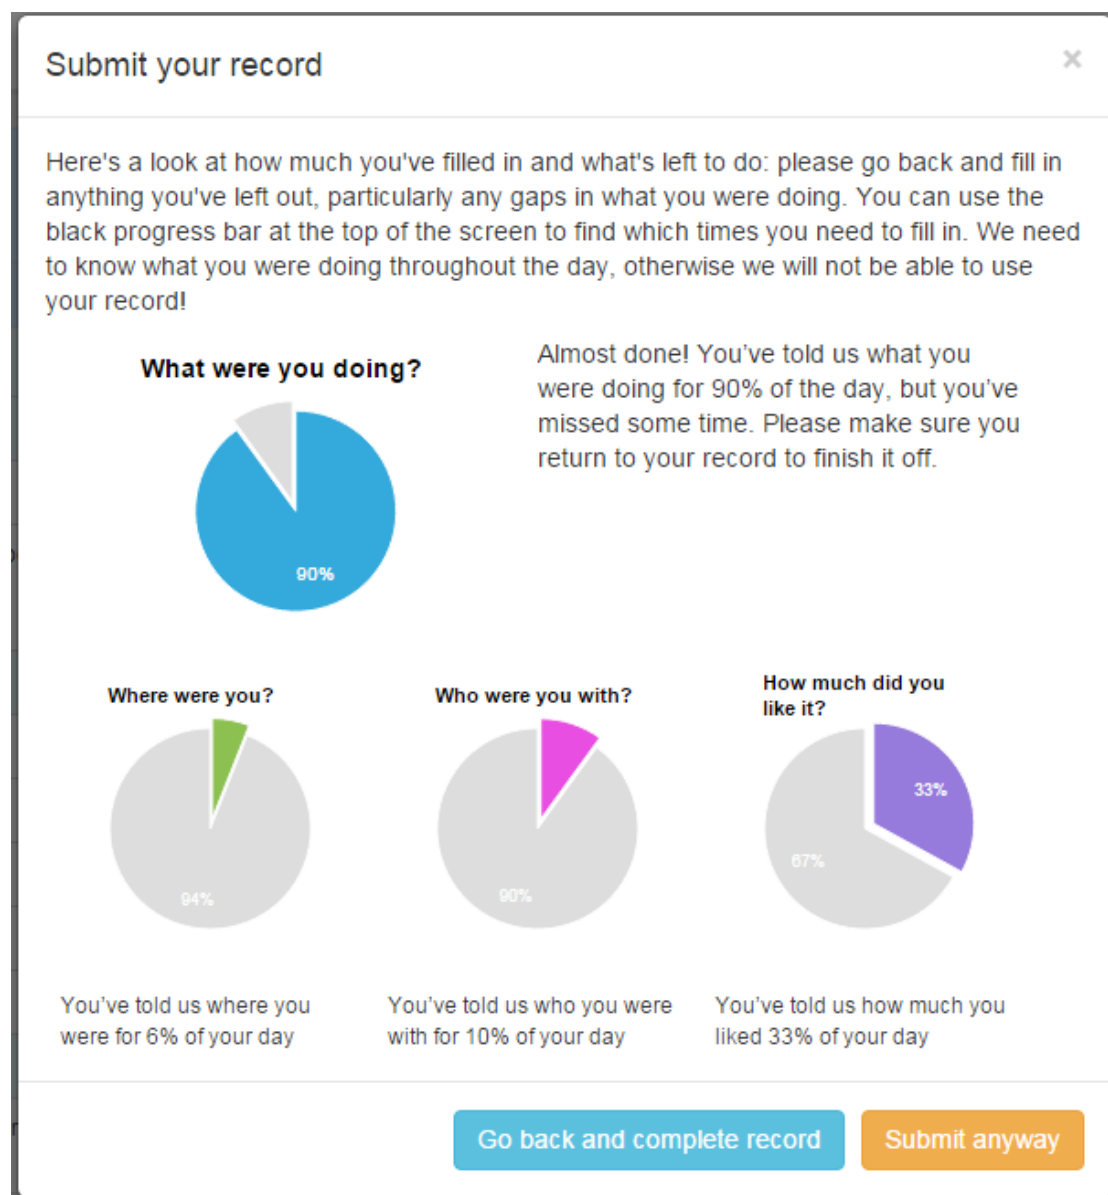 Submit your record
×
Here's a look at how much you've filled in and what's left to do: please go back and fill in
anything you've left out, particularly any gaps in what you were doing. You can use the
black progress bar at the top of the screen to find which times you need to fill in. We need
to know what you were doing throughout the day, otherwise we will not be able to use
your record!
What were you doing?
90%
Almost done! You’ve told us what you
were doing for 90% of the day, but you’ve
missed some time. Please make sure you
return to your record to finish it off.
Where were you?
94%
You’ve told us where you
were for 6% of your day
Who were you with?
90%
You’ve told us who you were
with for 10% of your day
How much did you
like it?
33%
67%
You’ve told us how much you
liked 33% of your day
Go back and complete record
Submit anyway